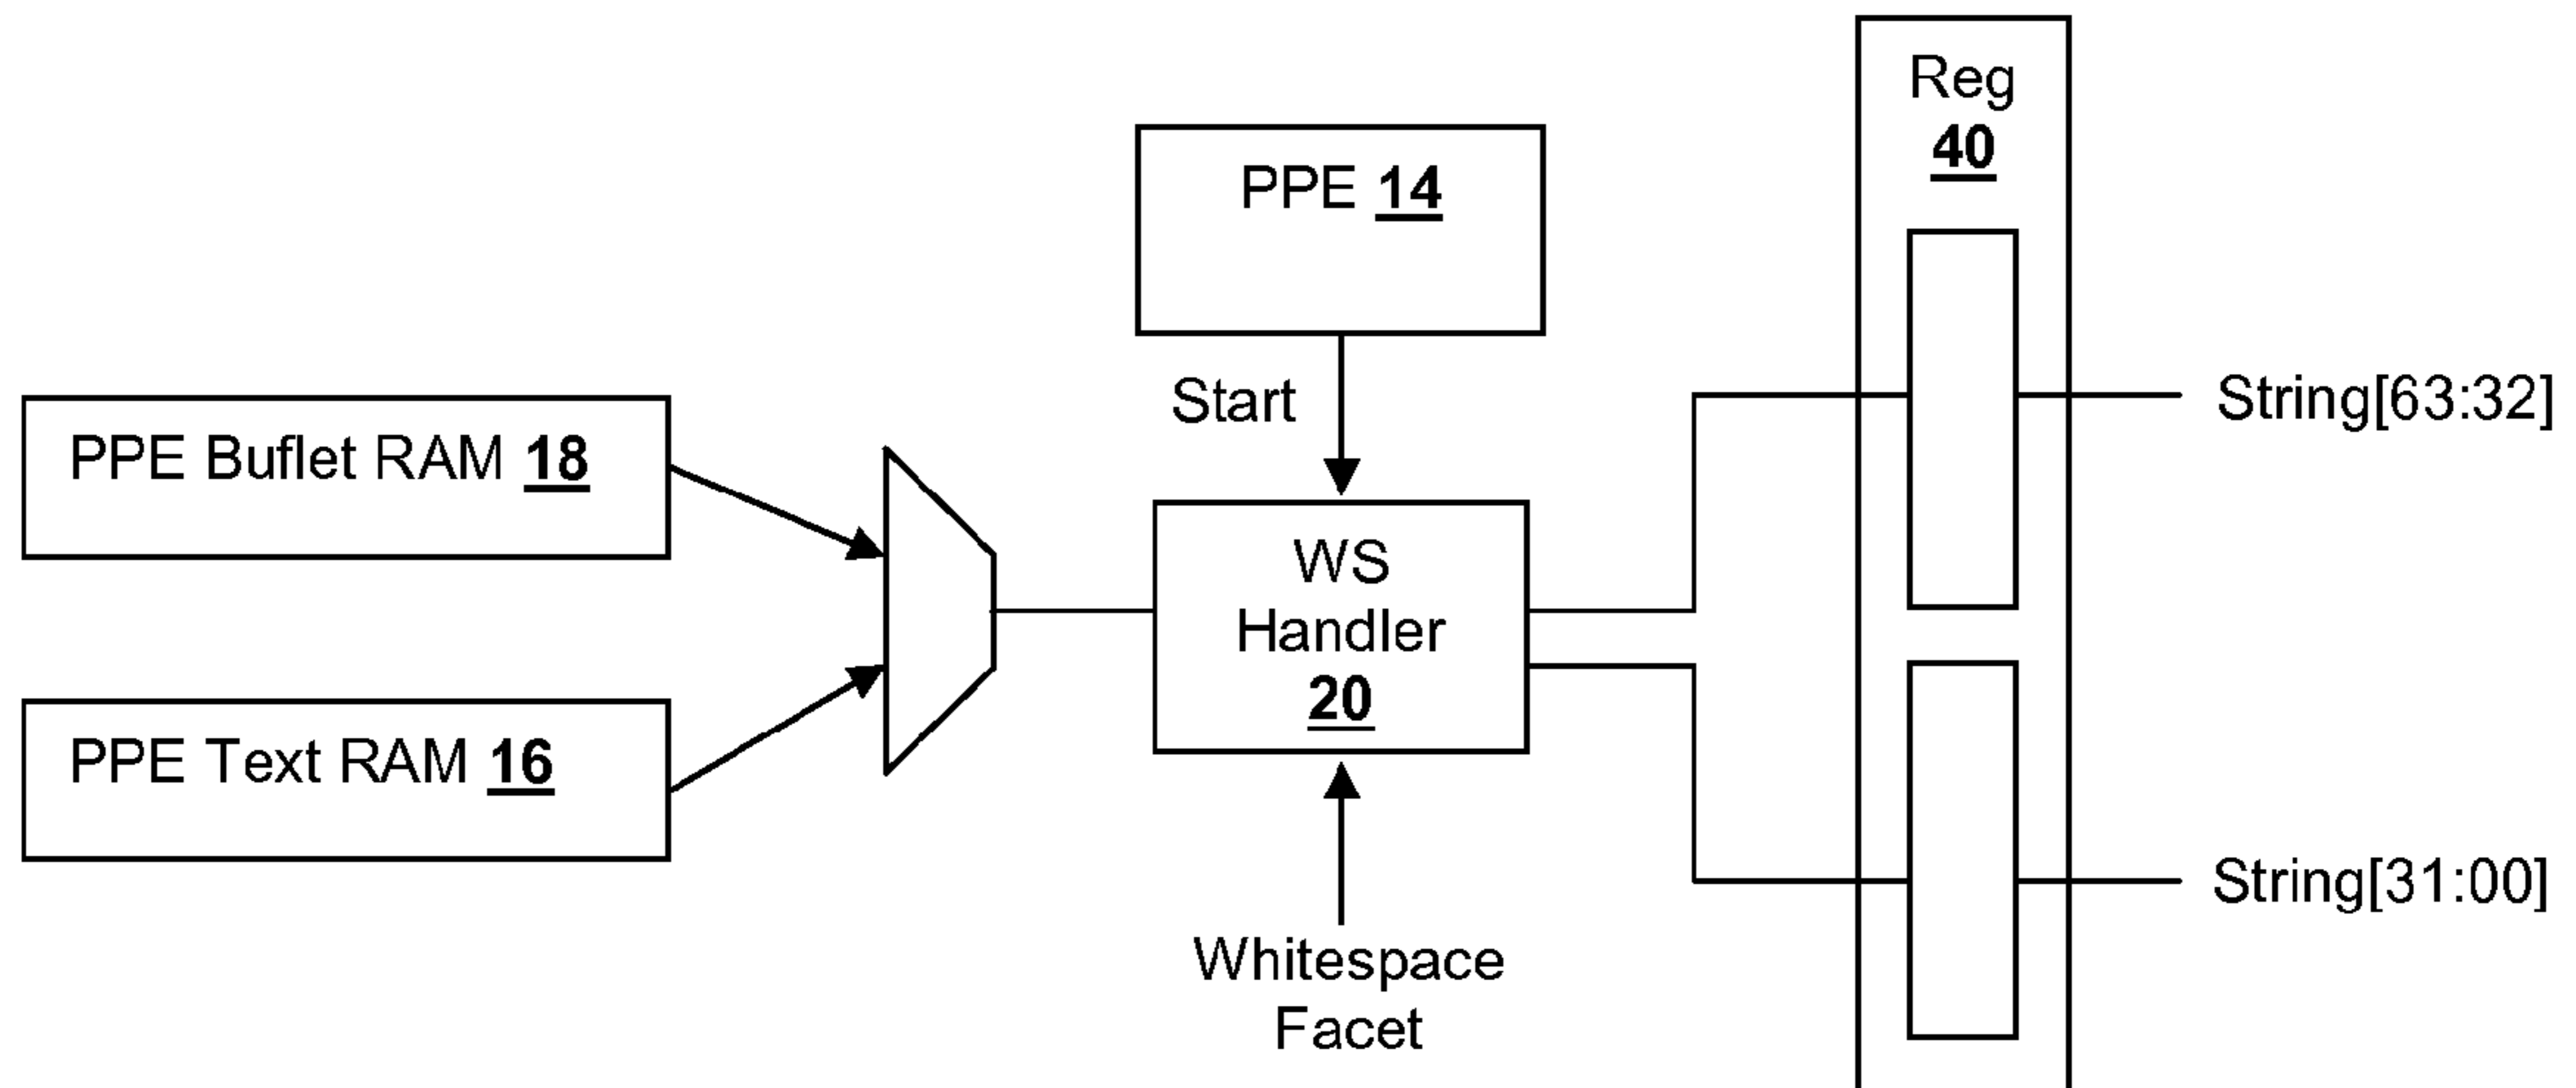 Reg
40
PPE 14
Start
String[63:32]
PPE Buflet RAM 18
WS
Handler
20
PPE Text RAM 16
String[31:00]
Whitespace
Facet